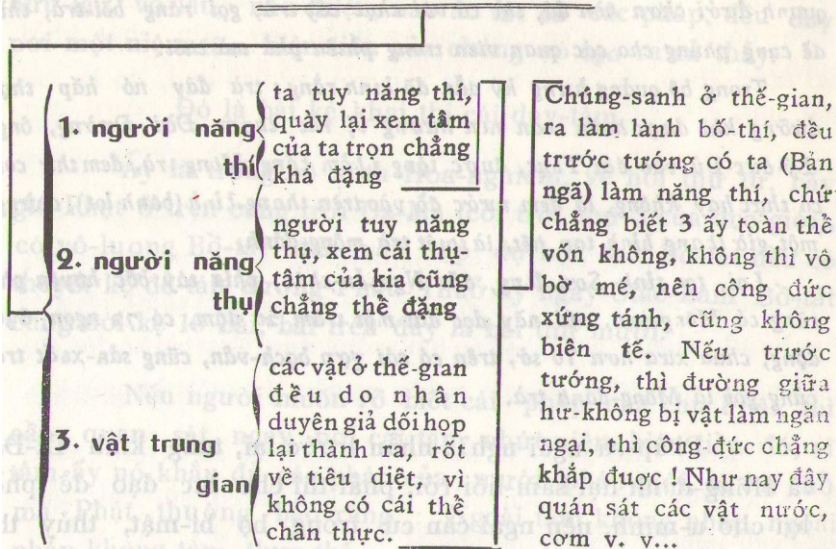 1. người năng
thí
ta tuy năng thí,
quày lại xem tâm
của ta trọn chẳng
khá đặng
2. người năng
thụ
người tuy năng
thụ, xem cái thụ-
tâm của kia cũng
chẳng thể đặng
3. vật trung
gian
các vật ở thế-gian
đều do nhân
duyên giả dối họp
lại thành ra, rốt
về tiêu diệt, vì
không có cái thể
chân thực.
Chúng-sanh ở thế-gian,
ra làm lành bố-thí, đều
trước tướng có ta (Bản
ngã) làm năng thí, chứ
chẳng biết 3 ấy toàn thể
vốn không, không thì vô
bờ mé, nên công đức
xứng tánh, cũng không
biên tế. Nếu trước
tướng, thì đường giữa
hư-không bị vật làm ngăn
ngại, thì công đức chẳng
khắp được ! Như nay đây
quán sát các vật nước,
cơm v. v...